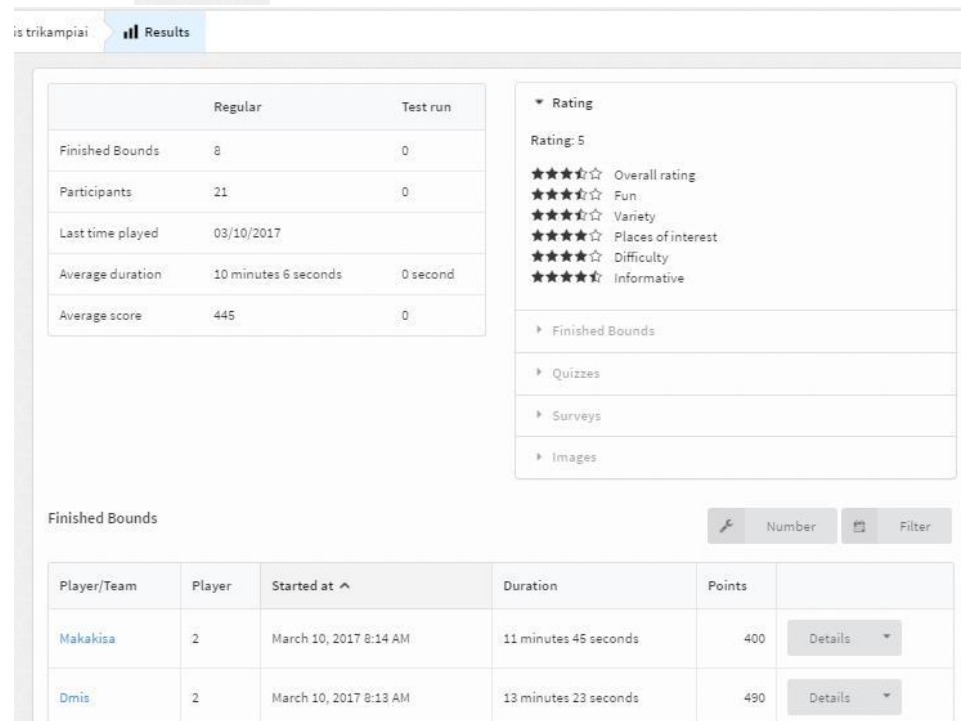 is trikampiai Results
Regular Test run
Finished Bounds 8 0
Participants 21 0
Last time played 03/10/2017
Average duration 10 minutes 6 seconds 0 second
Average score 445 0
Rating
Rating: 5
Overall rating
Fun
Variety
Places of interest
Difficulty
Informative
Finished Bounds
Quizzes
Surveys
Images
Finished Bounds
Number Filter
Player/Team Player Started at Duration Points
Makakisa 2 March 10, 2017 8:14 AM 11 minutes 45 seconds 400 Details
Dmis 2 March 10, 2017 8:13 AM 13 minutes 23 seconds 490 Details